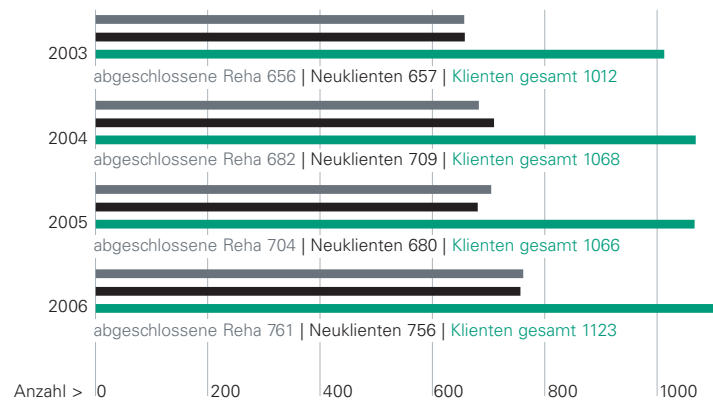 2003
abgeschlossene Reha 656 | Neuklienten 657 | Klienten gesamt 1012
2004
abgeschlossene Reha 682 | Neuklienten 709 | Klienten gesamt 1068
2005
abgeschlossene Reha 704 | Neuklienten 680 | Klienten gesamt 1066
2006
abgeschlossene Reha 761 | Neuklienten 756 | Klienten gesamt 1123
Anzahl > 0 200 400 600 800 1000